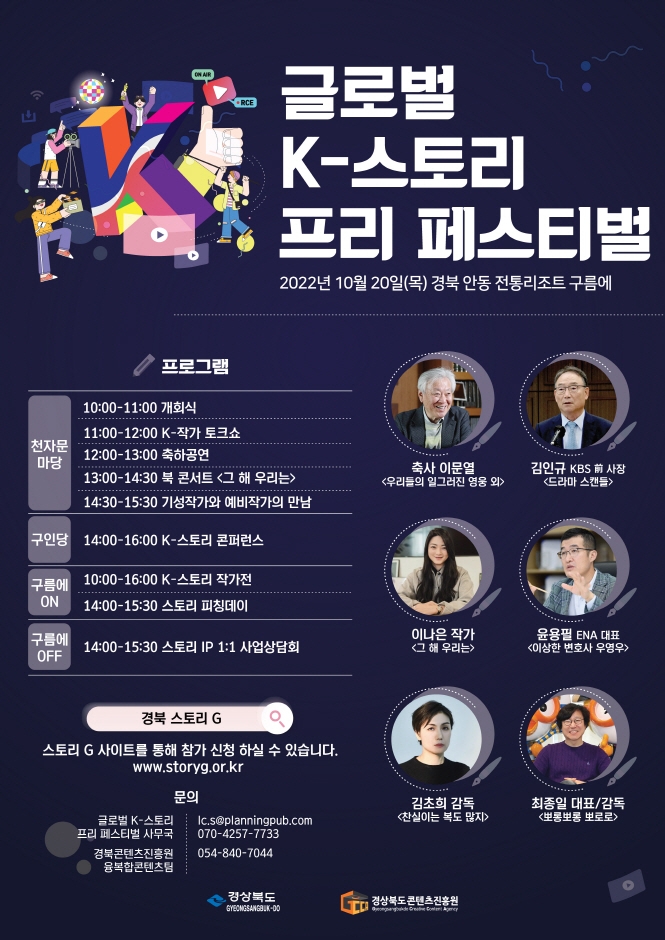 ON AIR
RCE
글로벌
K-스토리
프리 페스티벌
2022년 10월 20일(목) 경북 안동 전통리조트 구름에
프로그램
천자문
마당
10:00-11:00 개회식
11:00-12:00 K-작가 토크쇼
12:00-13:00 축하공연
13:00-14:30 북 콘서트 <그 해 우리는>
14:30-15:30 기성작가와 예비작가의 만남
구인당
14:00-16:00 K-스토리 콘퍼런스
구름에
ON
10:00-16:00 K-스토리 작가전
14:00-15:30 스토리 피칭데이
구름에
OFF
14:00-15:30 스토리 IP 1:1 사업상담회
축사 이문열
<우리들의 일그러진 영웅 외>
김인규 KBS 前 사장
<드라마 스캔들>
이나은 작가
<그 해 우리는>
윤용필 ENA 대표
<이상한 변호사 우영우>
김초희 감독
<찬실이는 복도 많지>
최종일 대표/감독
<뽀롱뽀롱 뽀로로>
경북 스토리 G
스토리 G 사이트를 통해 참가 신청 하실 수 있습니다.
www.storyg.or.kr
문의
글로벌 K-스토리
프리 페스티벌 사무국
lc.s@planningpub.com
070-4257-7733
경북콘텐츠진흥원
융복합콘텐츠팀
054-840-7044
경상북도
GYEONGSANGBUK-DO
경상북도콘텐츠진흥원
Gyeongsangbukdo Creative Content Agency